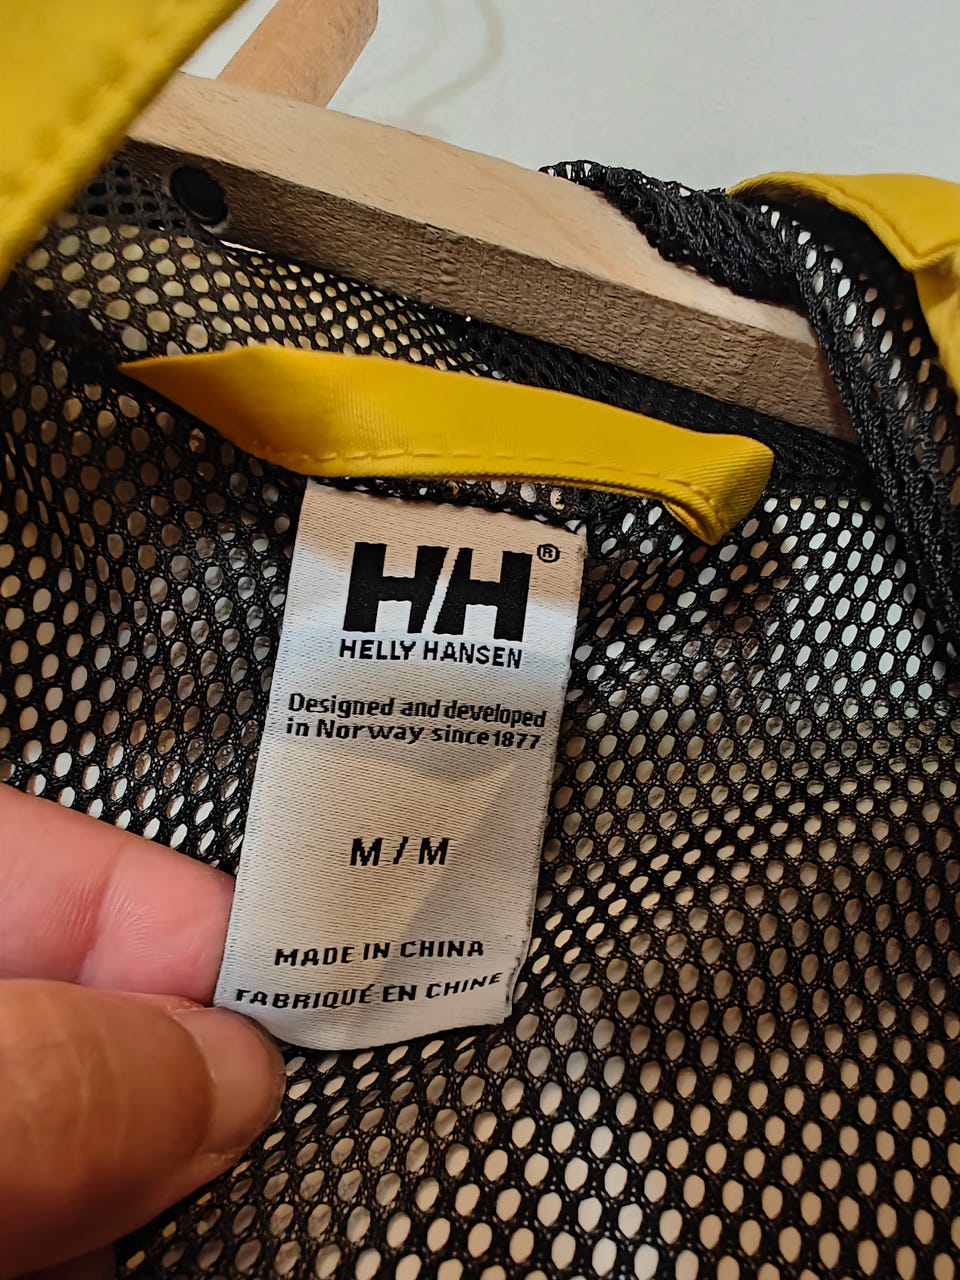 HH®
HELLY HANSEN
Designed and developed
in Norway since 1877
M / M
MADE IN CHINA
FABRIQUÉ EN CHINE